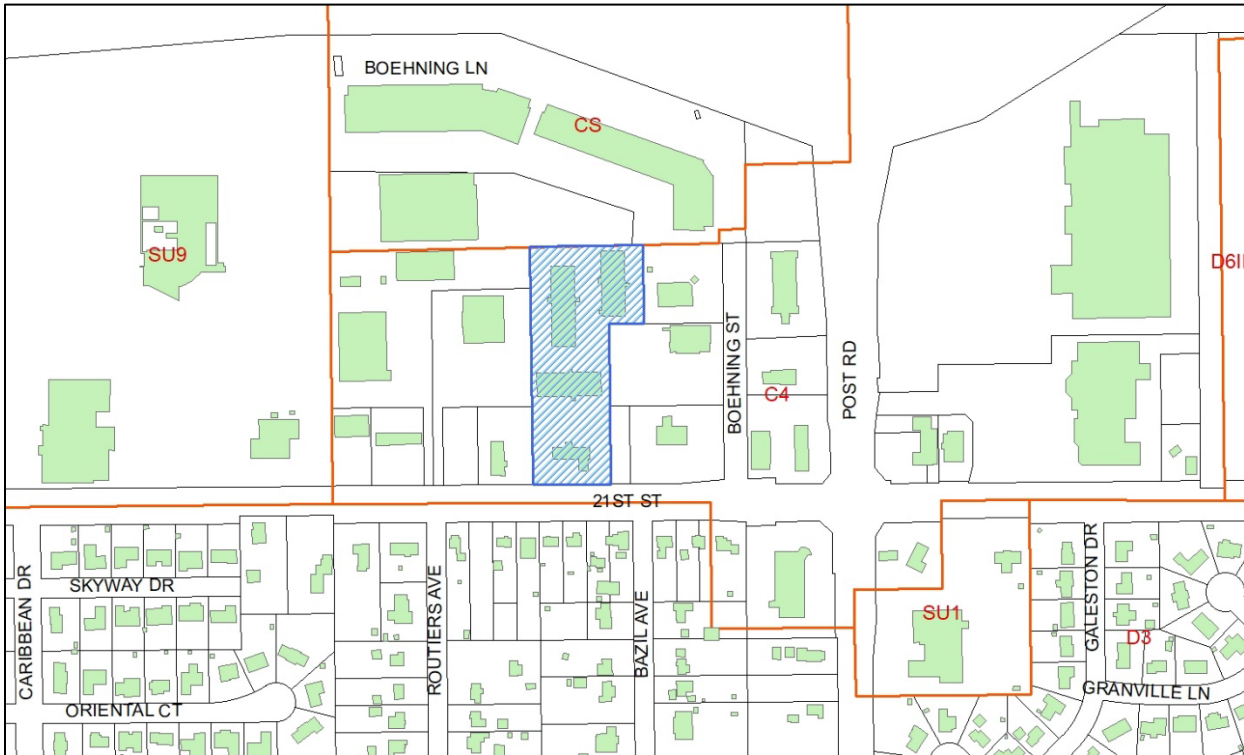 BOEHNING LN
CS
SU9
D6II
BOEHNING ST
C4
POST RD
21ST ST
SKYWAY DR
CARIBBEAN DR
ROUTIERS AVE
BAZIL AVE
SU1
GALESTON DR
D3
GRANVILLE LN
ORIENTAL CT